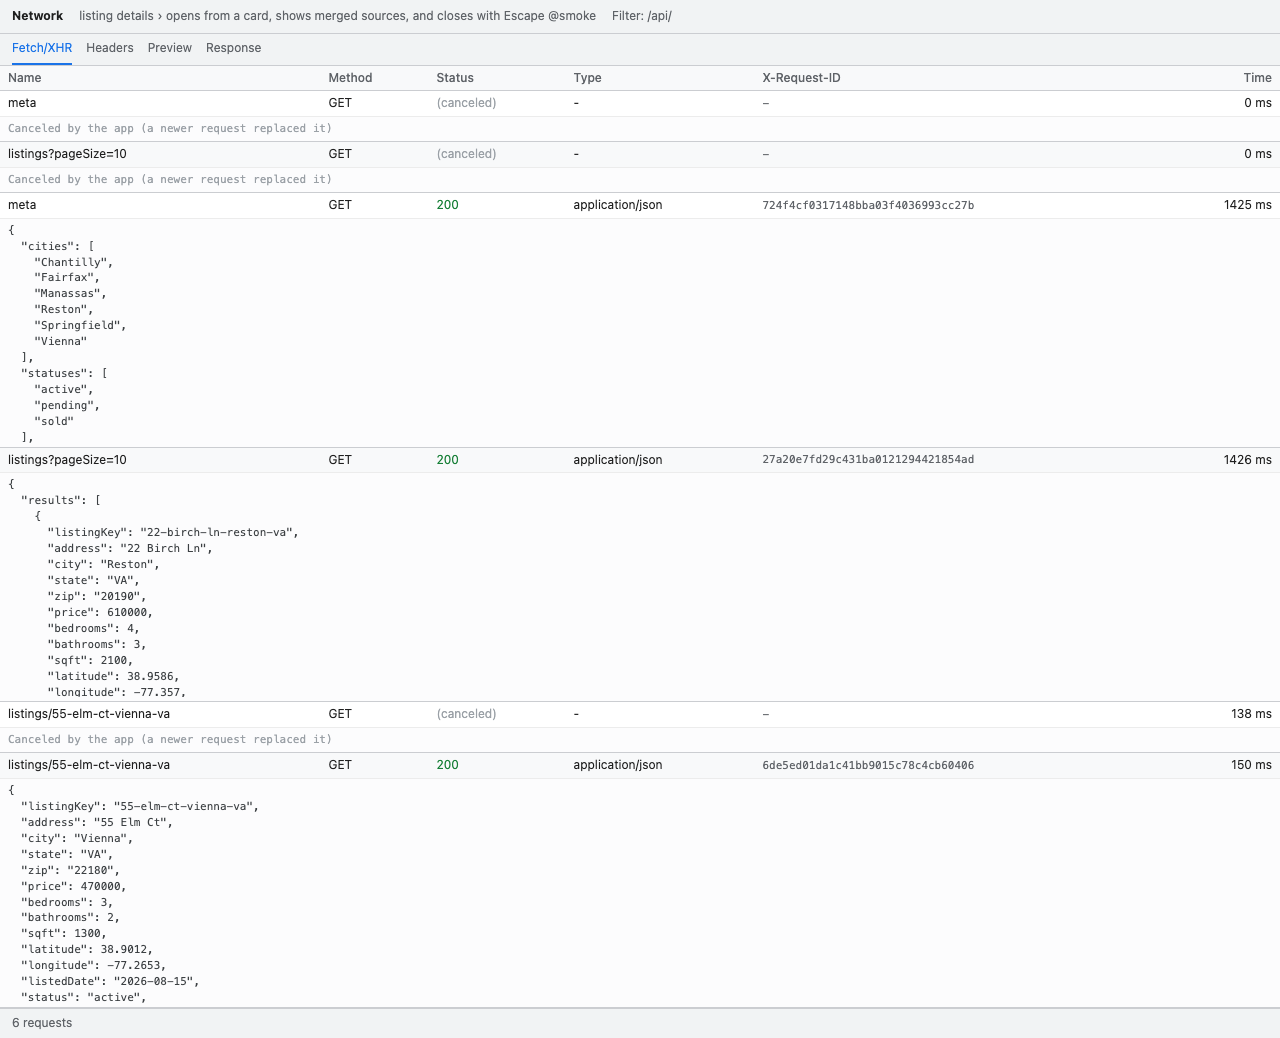 Network listing details › opens from a card, shows merged sources, and closes with Escape @smoke Filter: /api/
Fetch/XHR Headers Preview Response
Name Method Status Type X-Request-ID Time
meta GET (canceled) - – 0 ms
Canceled by the app (a newer request replaced it)
listings?pageSize=10 GET (canceled) - – 0 ms
Canceled by the app (a newer request replaced it)
meta GET 200 application/json 724f4cf0317148bba03f4036993cc27b 1425 ms
{
"cities": [
"Chantilly",
"Fairfax",
"Manassas",
"Reston",
"Springfield",
"Vienna"
],
"statuses": [
"active",
"pending",
"sold"
],
listings?pageSize=10 GET 200 application/json 27a20e7fd29c431ba0121294421854ad 1426 ms
{
"results": [
{
"listingKey": "22-birch-ln-reston-va",
"address": "22 Birch Ln",
"city": "Reston",
"state": "VA",
"zip": "20190",
"price": 610000,
"bedrooms": 4,
"bathrooms": 3,
"sqft": 2100,
"latitude": 38.9586,
"longitude": -77.357,
listings/55-elm-ct-vienna-va GET (canceled) - – 138 ms
Canceled by the app (a newer request replaced it)
listings/55-elm-ct-vienna-va GET 200 application/json 6de5ed01da1c41bb9015c78c4cb60406 150 ms
{
"listingKey": "55-elm-ct-vienna-va",
"address": "55 Elm Ct",
"city": "Vienna",
"state": "VA",
"zip": "22180",
"price": 470000,
"bedrooms": 3,
"bathrooms": 2,
"sqft": 1300,
"latitude": 38.9012,
"longitude": -77.2653,
"listedDate": "2026-08-15",
"status": "active",
6 requests